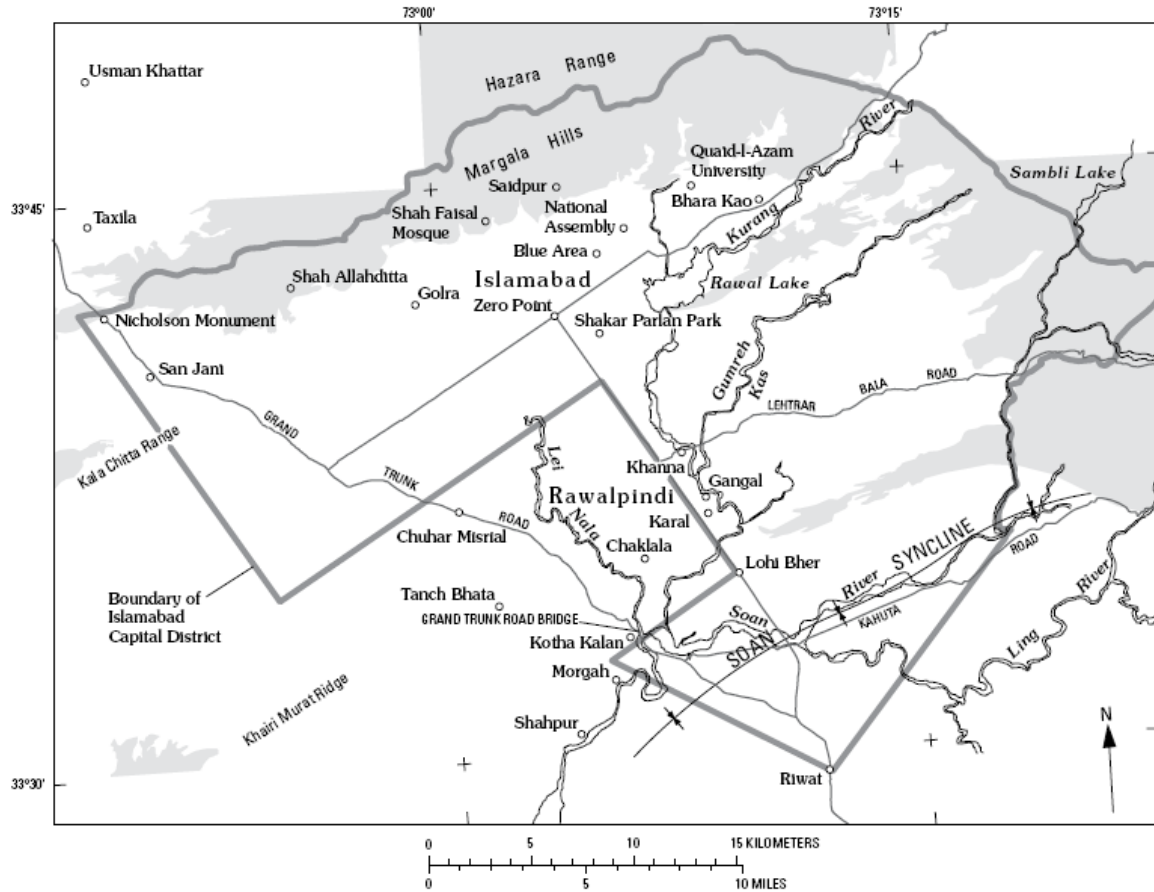 73°00'
73°15'
Usman Khattar
Hazara Range
Margala Hills
River
Quaid-I-Azam
University
Sambli Lake
Saidpur
Bhara Kao
National
Assembly
33°45'
Taxila
Shah Faisal
Mosque
Kurang
Blue Area
Islamabad
Rawal Lake
Shah Allahditta
Golra
Zero Point
Nicholson Monument
Shakar Parlan Park
San Jani
Gumreh
Kas
LEHTRAR BALA ROAD
GRAND
TRUNK
ROAD
Kala Chitta Range
Lei
Nala
Khanna
Rawalpindi
Gangal
Karal
Chuhar Misrial
Chaklala
SOAN SYNCLINE
ROAD
Lohi Bher
River
KAHUTA
Ling River
Boundary of
Islamabad
Capital District
Tanch Bhata
GRAND TRUNK ROAD BRIDGE
Soan
Kotha Kalan
Morgah
Khairi Murat Ridge
Shahpur
N
Riwat
33°30'
0 5 10 15 KILOMETERS
0 5 10 MILES